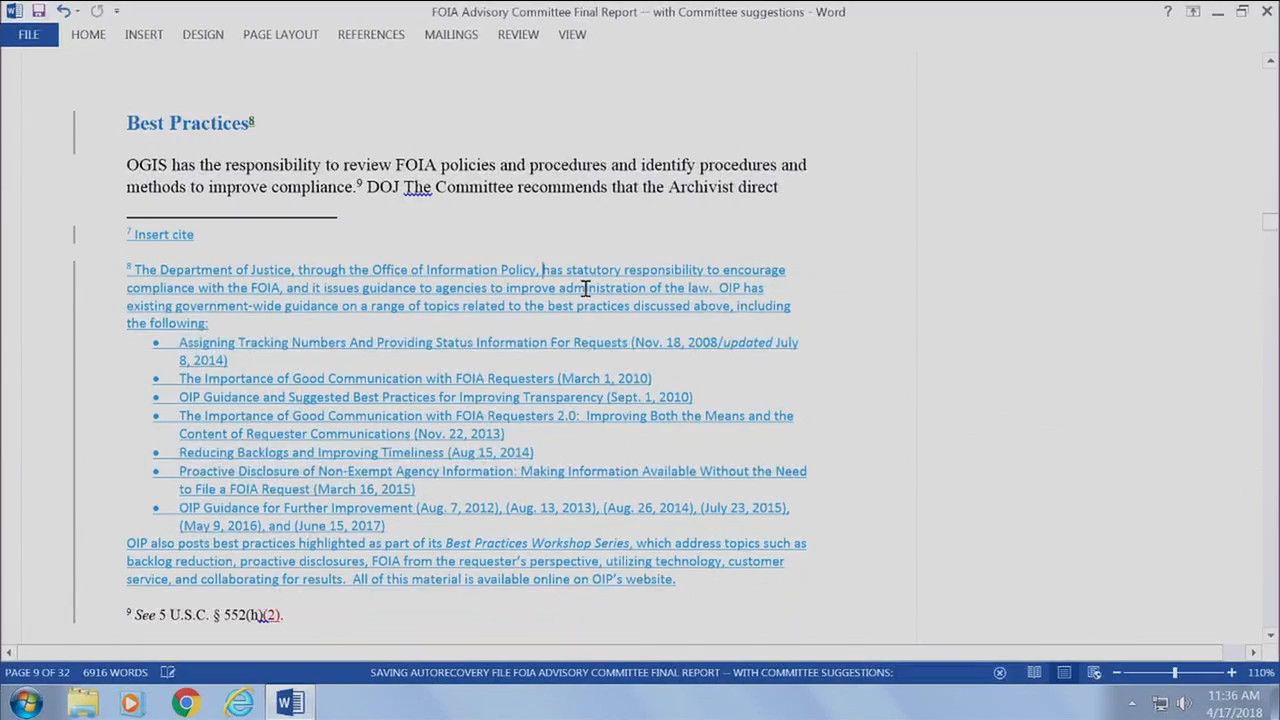 FOIA Advisory Committee Final Report -- with Committee suggestions - Word
FILE HOME INSERT DESIGN PAGE LAYOUT REFERENCES MAILINGS REVIEW VIEW
Best Practices8
OGIS has the responsibility to review FOIA policies and procedures and identify procedures and
methods to improve compliance.9 DOJ The Committee recommends that the Archivist direct
7 Insert cite
8 The Department of Justice, through the Office of Information Policy, has statutory responsibility to encourage
compliance with the FOIA, and it issues guidance to agencies to improve administration of the law. OIP has
existing government-wide guidance on a range of topics related to the best practices discussed above, including
the following:
• Assigning Tracking Numbers And Providing Status Information For Requests (Nov. 18, 2008/updated July
8, 2014)
• The Importance of Good Communication with FOIA Requesters (March 1, 2010)
• OIP Guidance and Suggested Best Practices for Improving Transparency (Sept. 1, 2010)
• The Importance of Good Communication with FOIA Requesters 2.0: Improving Both the Means and the
Content of Requester Communications (Nov. 22, 2013)
• Reducing Backlogs and Improving Timeliness (Aug 15, 2014)
• Proactive Disclosure of Non-Exempt Agency Information: Making Information Available Without the Need
to File a FOIA Request (March 16, 2015)
• OIP Guidance for Further Improvement (Aug. 7, 2012), (Aug. 13, 2013), (Aug. 26, 2014), (July 23, 2015),
(May 9, 2016), and (June 15, 2017)
OIP also posts best practices highlighted as part of its Best Practices Workshop Series, which address topics such as
backlog reduction, proactive disclosures, FOIA from the requester's perspective, utilizing technology, customer
service, and collaborating for results. All of this material is available online on OIP's website.
9 See 5 U.S.C. § 552(h)(2).
PAGE 9 OF 32 6916 WORDS SAVING AUTORECOVERY FILE FOIA ADVISORY COMMITTEE FINAL REPORT -- WITH COMMITTEE SUGGESTIONS: 110%
11:36 AM
4/17/2018